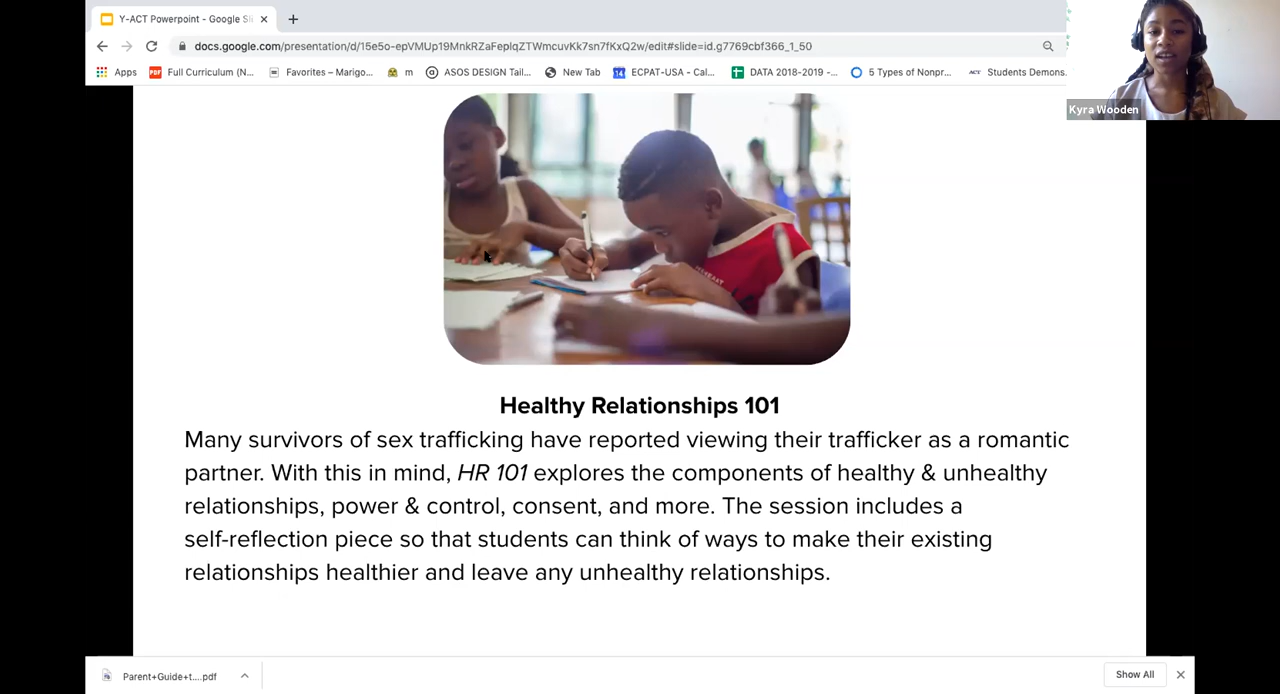 Y-ACT Powerpoint - Google Sli
docs.google.com/presentation/d/15e5o-epVMUp19MnkRZaFeplqZTWmcuvKk7sn7fKxQ2w/edit#slide=id.g7769cbf366_1_50
Apps PDF Full Curriculum (N... Favorites – Marigo... m ASOS DESIGN Tail... New Tab 14 ECPAT-USA - Cal... DATA 2018-2019 -... 5 Types of Nonpr... ACT Students Demons.
Kyra Wooden
Healthy Relationships 101
Many survivors of sex trafficking have reported viewing their trafficker as a romantic
partner. With this in mind, HR 101 explores the components of healthy & unhealthy
relationships, power & control, consent, and more. The session includes a
self-reflection piece so that students can think of ways to make their existing
relationships healthier and leave any unhealthy relationships.
Parent+Guide+t....pdf
Show All